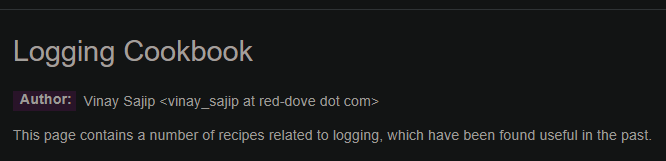 Logging Cookbook
Author: Vinay Sajip <vinay_sajip at red-dove dot com>
This page contains a number of recipes related to logging, which have been found useful in the past.